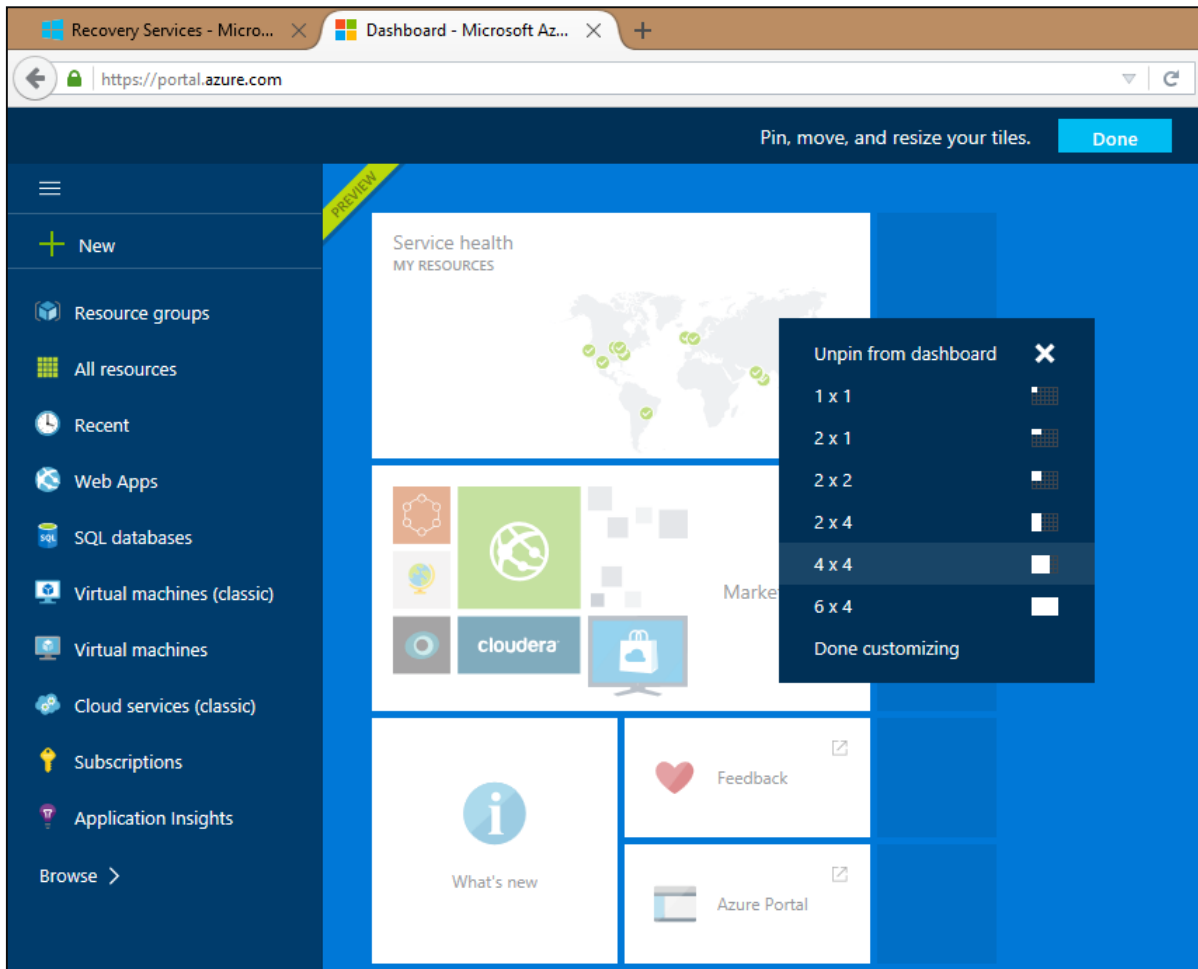 Recovery Services - Micro...
Dashboard - Microsoft Az...
https://portal.azure.com
Pin, move, and resize your tiles.
Done
PREVIEW
New
Resource groups
All resources
Recent
Web Apps
SQL
SQL databases
Virtual machines (classic)
Virtual machines
Cloud services (classic)
Subscriptions
Application Insights
Browse
Service health
MY RESOURCES
Unpin from dashboard
1 x 1
2 x 1
2 x 2
2 x 4
4 x 4
6 x 4
Done customizing
Marke
cloudera
What's new
Feedback
Azure Portal